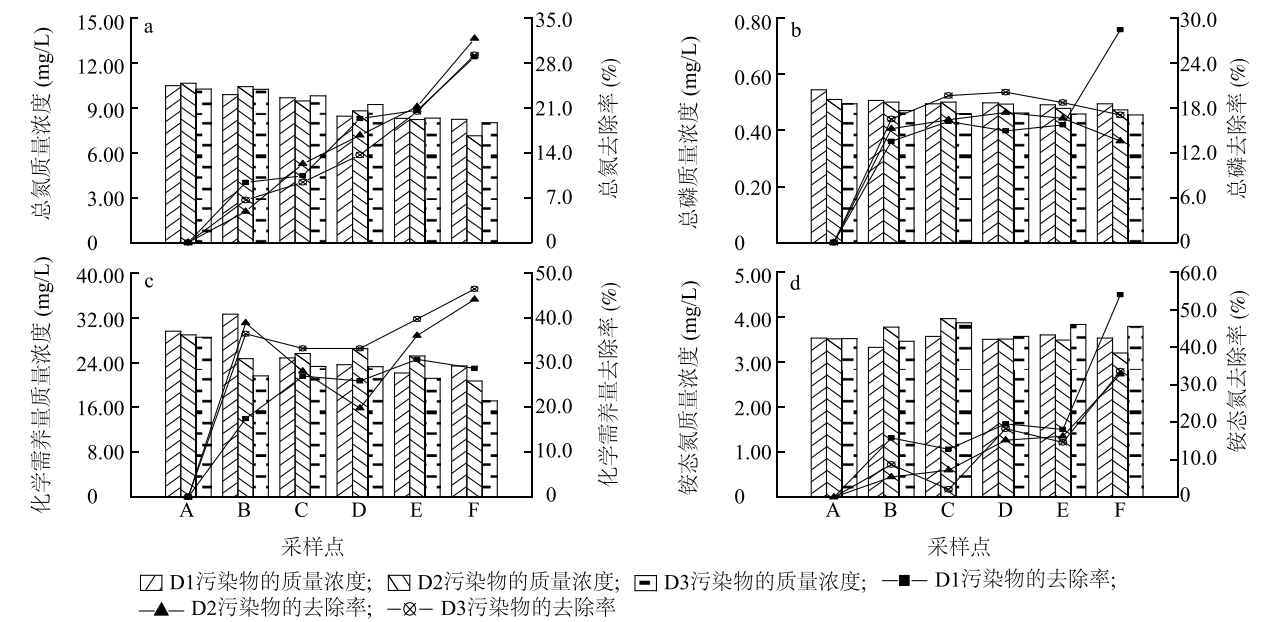 a
总氮质量浓度 (mg/L)
15.00
12.00
9.00
6.00
3.00
0
35.0
28.0
21.0
14.0
7.0
0
总氮去除率 (%)
b
总磷质量浓度 (mg/L)
0.80
0.60
0.40
0.20
0
30.0
24.0
18.0
12.0
6.0
0
总磷去除率 (%)
c
化学需养量质量浓度 (mg/L)
40.00
32.00
24.00
16.00
8.00
0
50.0
40.0
30.0
20.0
10.0
0
化学需养量去除率 (%)
A B C D E F
采样点
d
铵态氮质量浓度 (mg/L)
5.00
4.00
3.00
2.00
1.00
0
60.0
50.0
40.0
30.0
20.0
10.0
0
铵态氮去除率 (%)
A B C D E F
采样点
D1污染物的质量浓度; D2污染物的质量浓度; D3污染物的质量浓度; D1污染物的去除率;
D2污染物的去除率; D3污染物的去除率